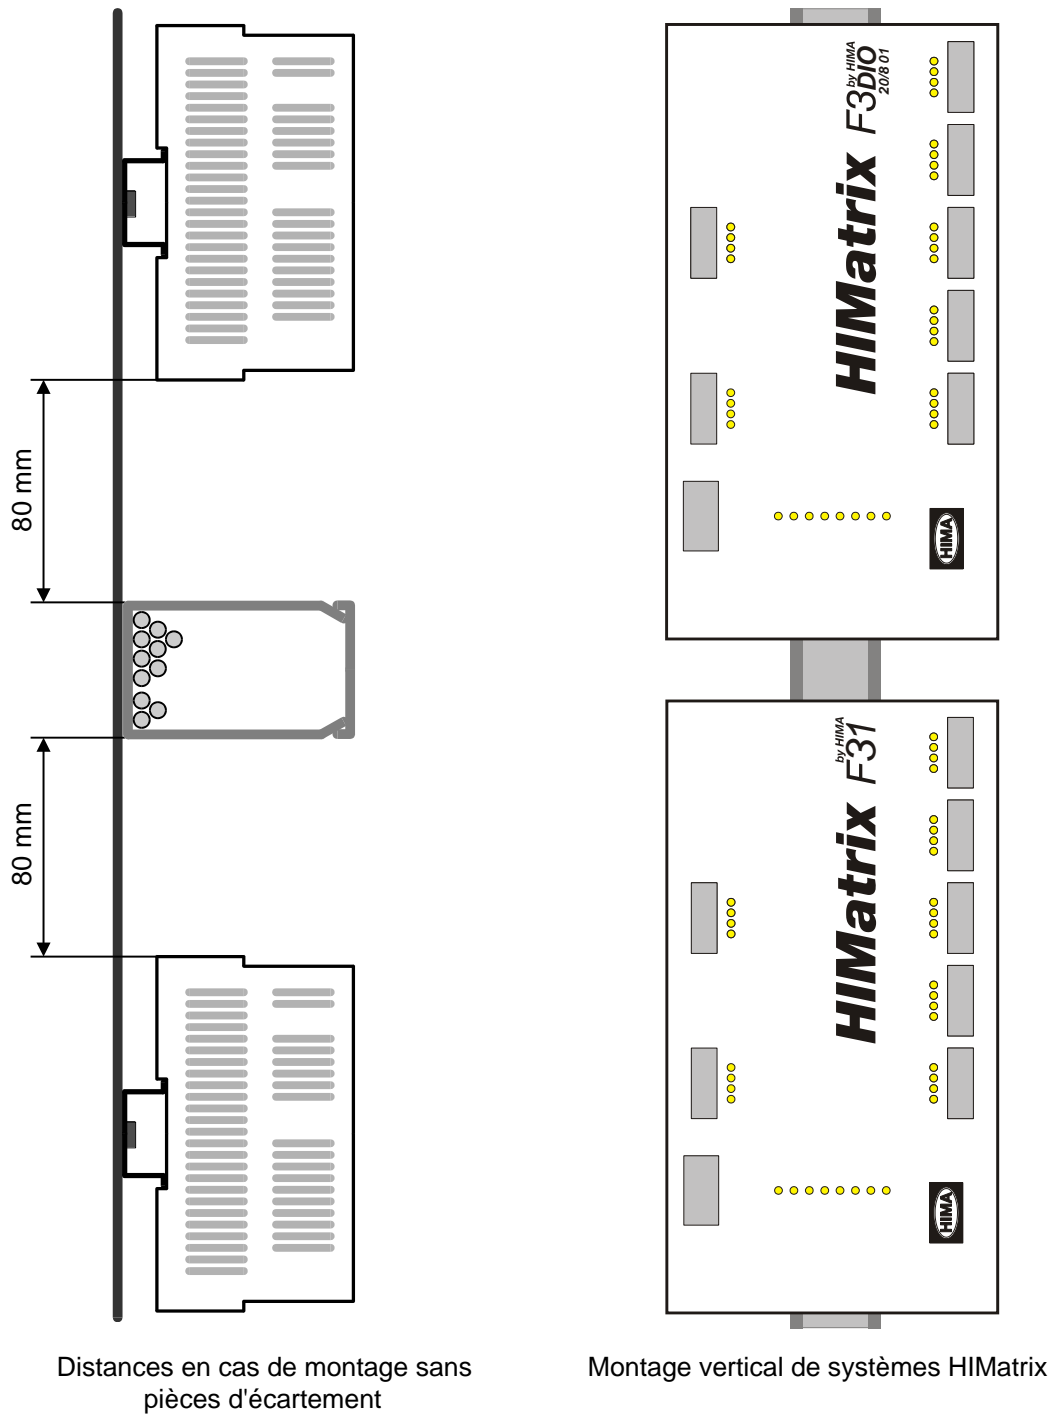 80 mm
80 mm
HIMatrix F3DIO
by HIMA
20/8 01
HIMA
HIMatrix F31
by HIMA
HIMA
Distances en cas de montage sans
pièces d'écartement
Montage vertical de systèmes HIMatrix